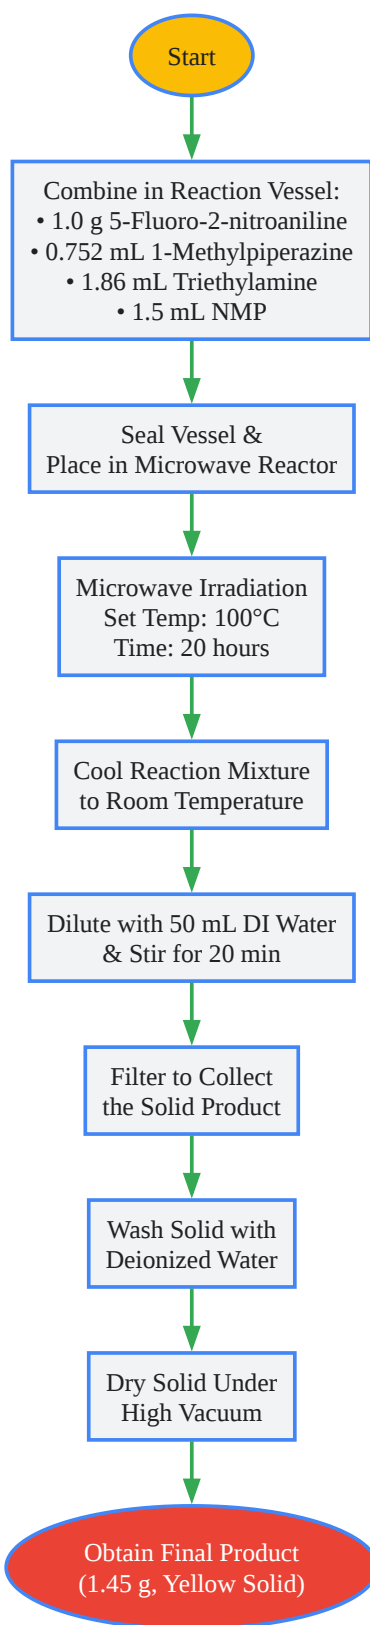 Start
Combine in Reaction Vessel:
• 1.0 g 5-Fluoro-2-nitroaniline
• 0.752 mL 1-Methylpiperazine
• 1.86 mL Triethylamine
• 1.5 mL NMP
Seal Vessel &
Place in Microwave Reactor
Microwave Irradiation
Set Temp: 100°C
Time: 20 hours
Cool Reaction Mixture
to Room Temperature
Dilute with 50 mL DI Water
& Stir for 20 min
Filter to Collect
the Solid Product
Wash Solid with
Deionized Water
Dry Solid Under
High Vacuum
Obtain Final Product
(1.45 g, Yellow Solid)